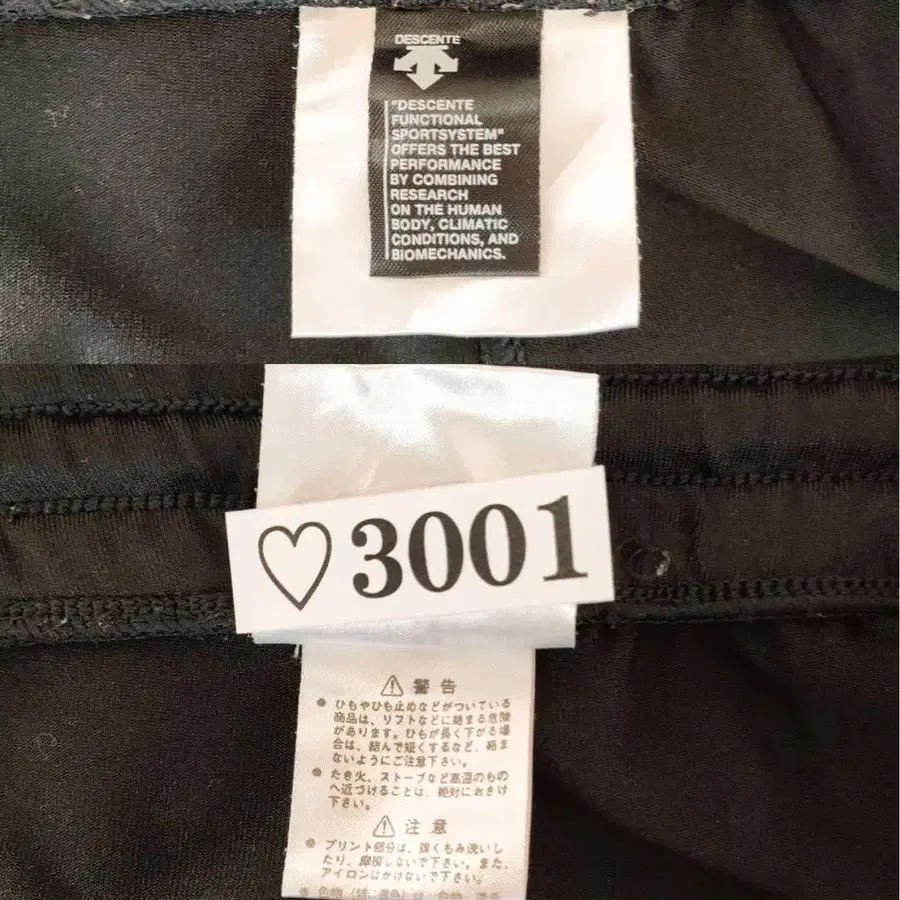 DESCENTE
"DESCENTE
FUNCTIONAL
SPORTSYSTEM"
OFFERS THE BEST
PERFORMANCE
BY COMBINING
RESEARCH
ON THE HUMAN
BODY, CLIMATIC
CONDITIONS, AND
BIOMECHANICS.
♡3001
⚠ 警告
● ひもやひも止めなどがついている
商品は、リフトなどに絡まる危険
があります。ひもが長く下がる場
合は、詰んで短くするなど、絡ま
ないようにご注意下さい。
● たき火、ストーブなど高温のもの
へ近づけることは、絶対におさけ
下さい。
⚠ 注意
● プリント部分は、強くもみ洗いし
たり、摩擦しないで下さい。また、
アイロンはかけないで下さい。